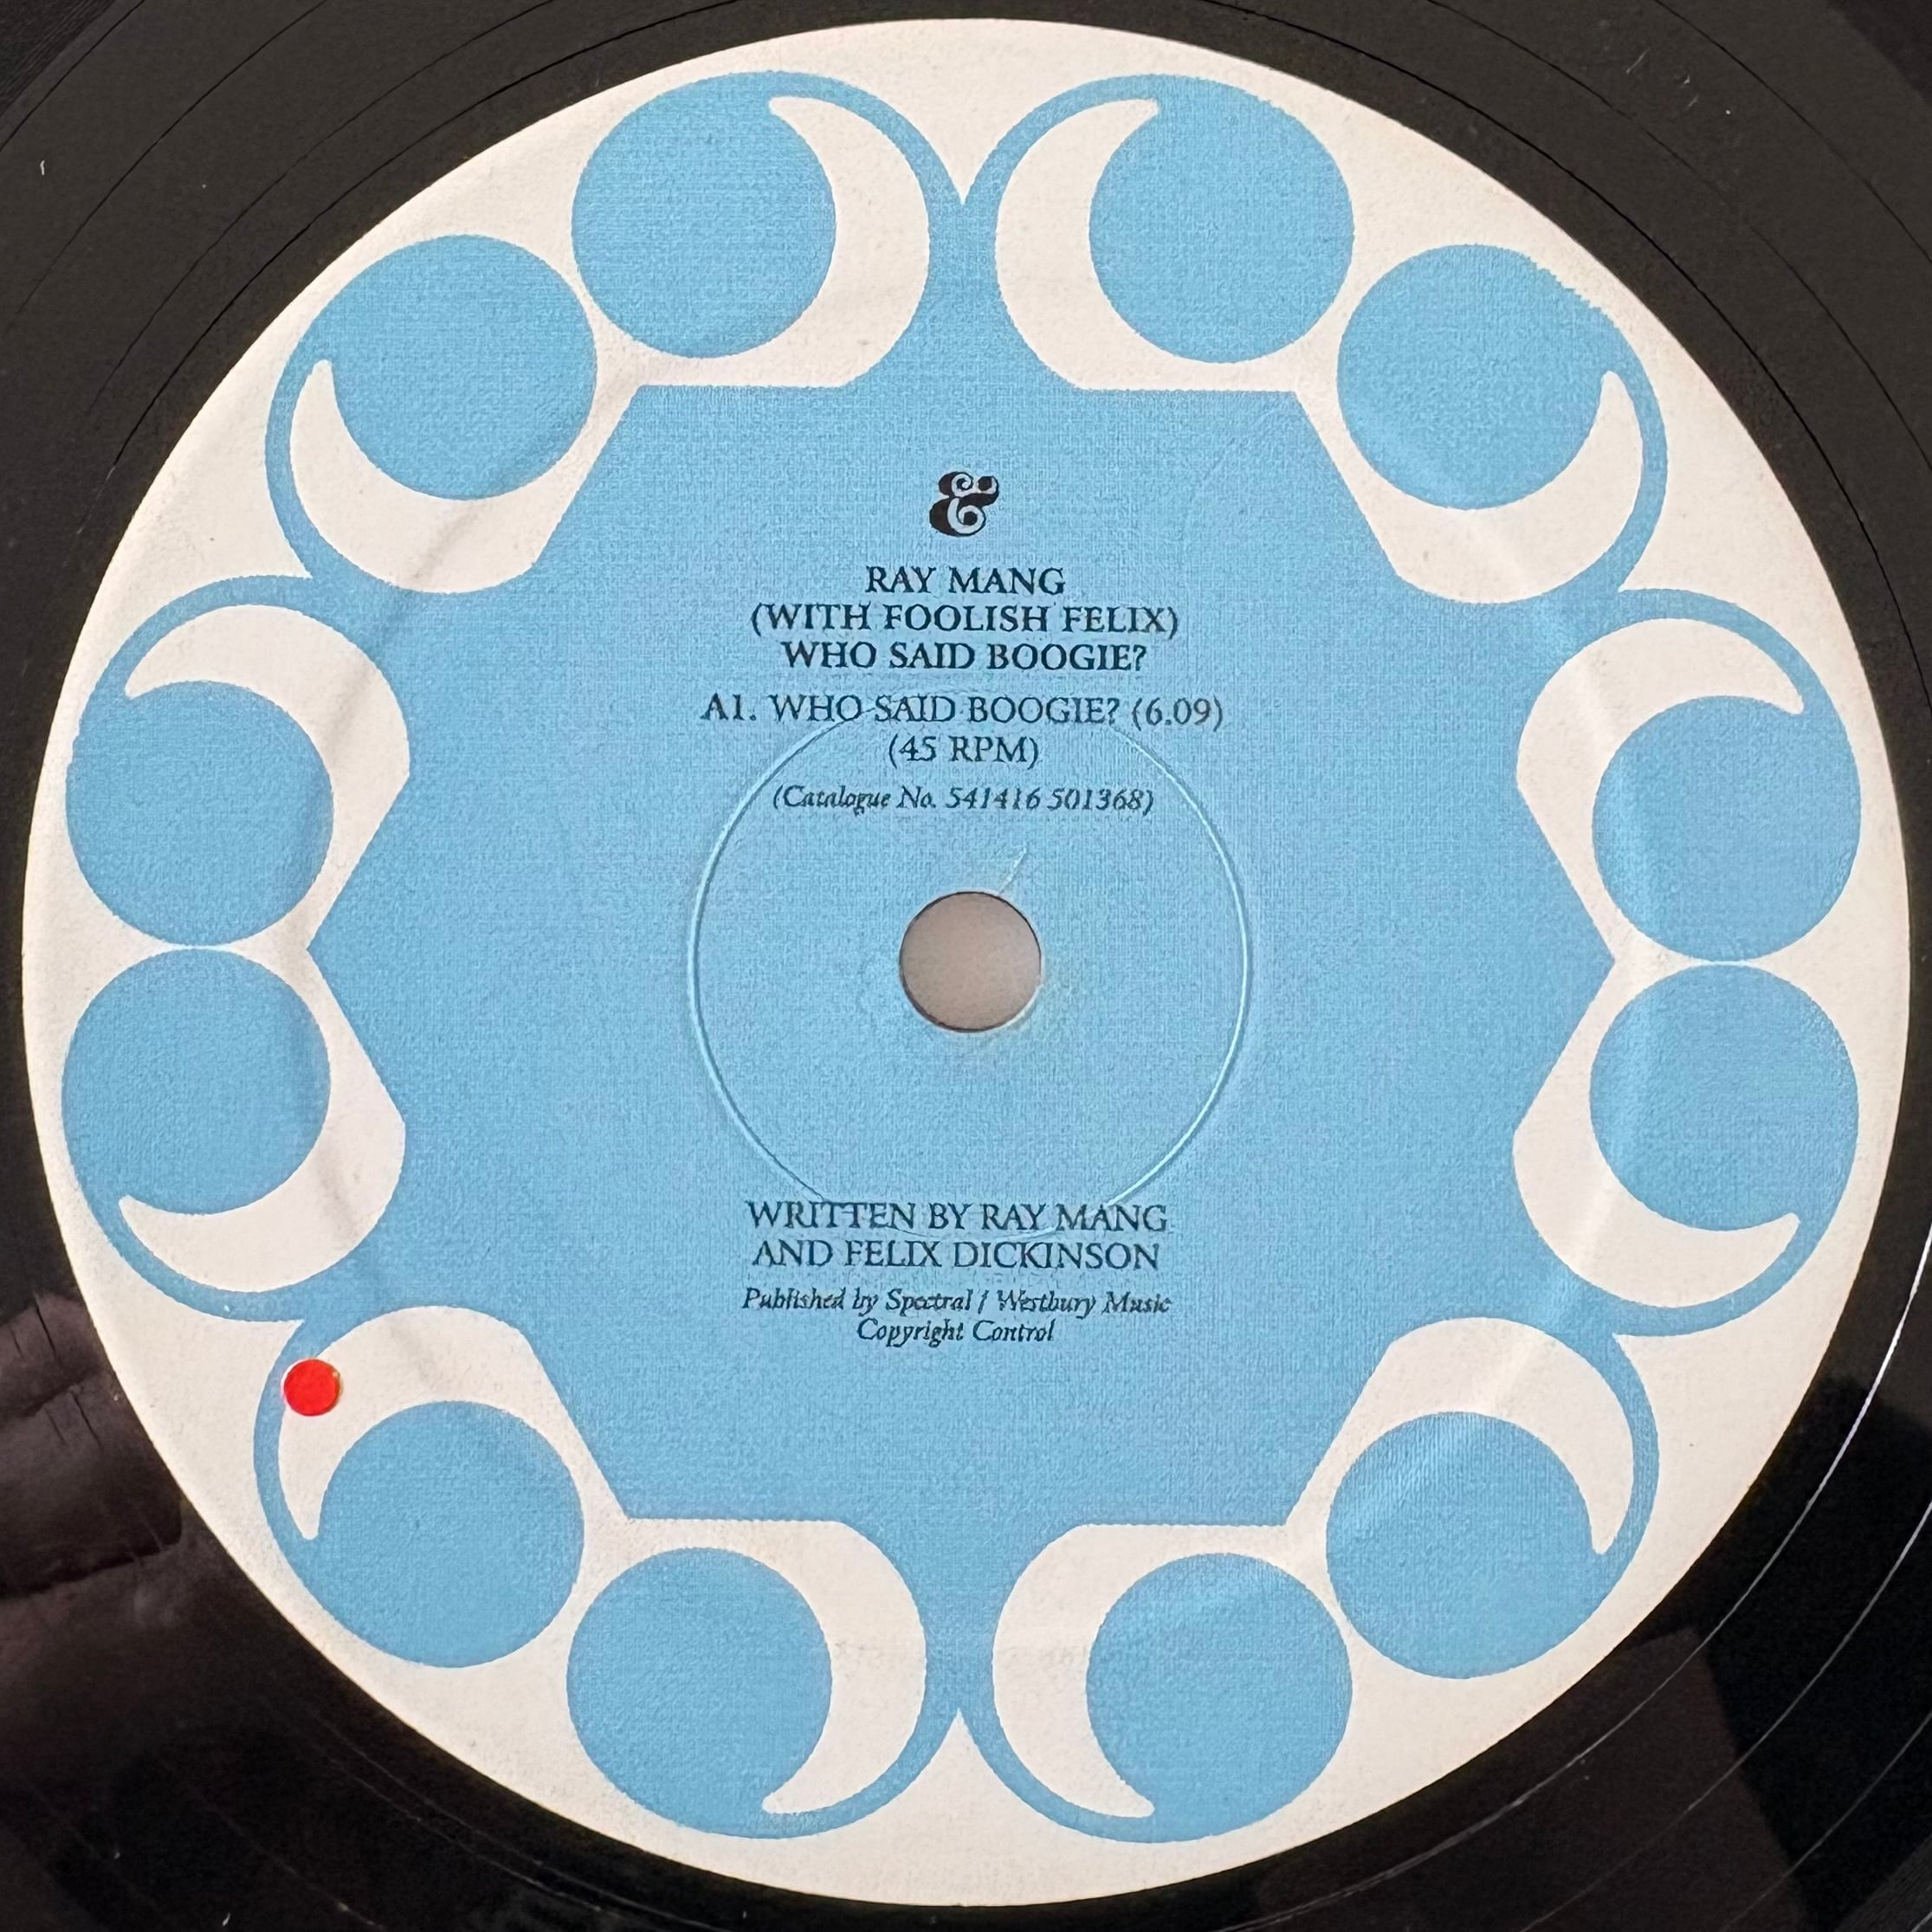 &
RAY MANG
(WITH FOOLISH FELIX)
WHO SAID BOOGIE?
A1. WHO SAID BOOGIE? (6.09)
(45 RPM)
(Catalogue No. 541416 501368)
WRITTEN BY RAY MANG
AND FELIX DICKINSON
Published by Spectral / Westbury Music
Copyright Control